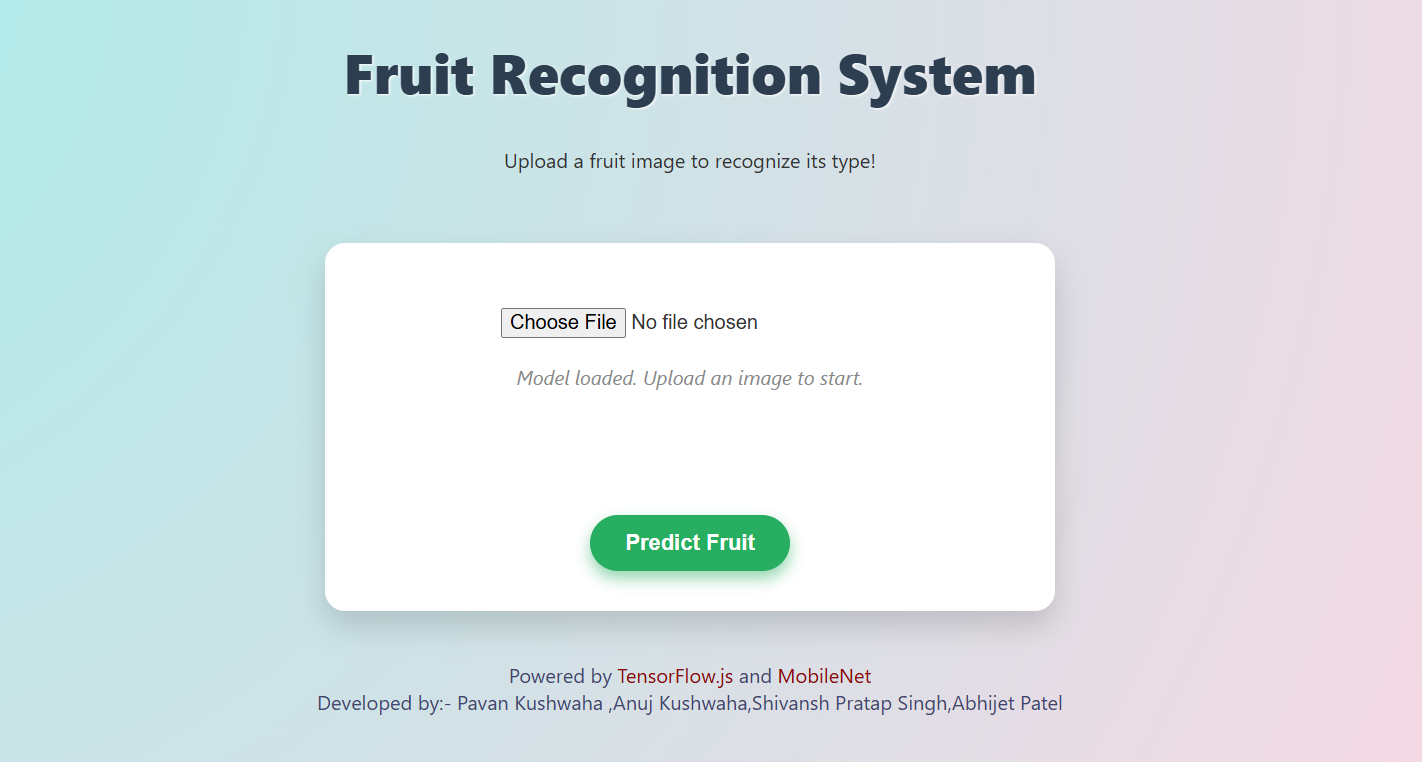 Fruit Recognition System
Upload a fruit image to recognize its type!
Choose File No file chosen
Model loaded. Upload an image to start.
Predict Fruit
Powered by TensorFlow.js and MobileNet
Developed by:- Pavan Kushwaha ,Anuj Kushwaha,Shivansh Pratap Singh,Abhijet Patel